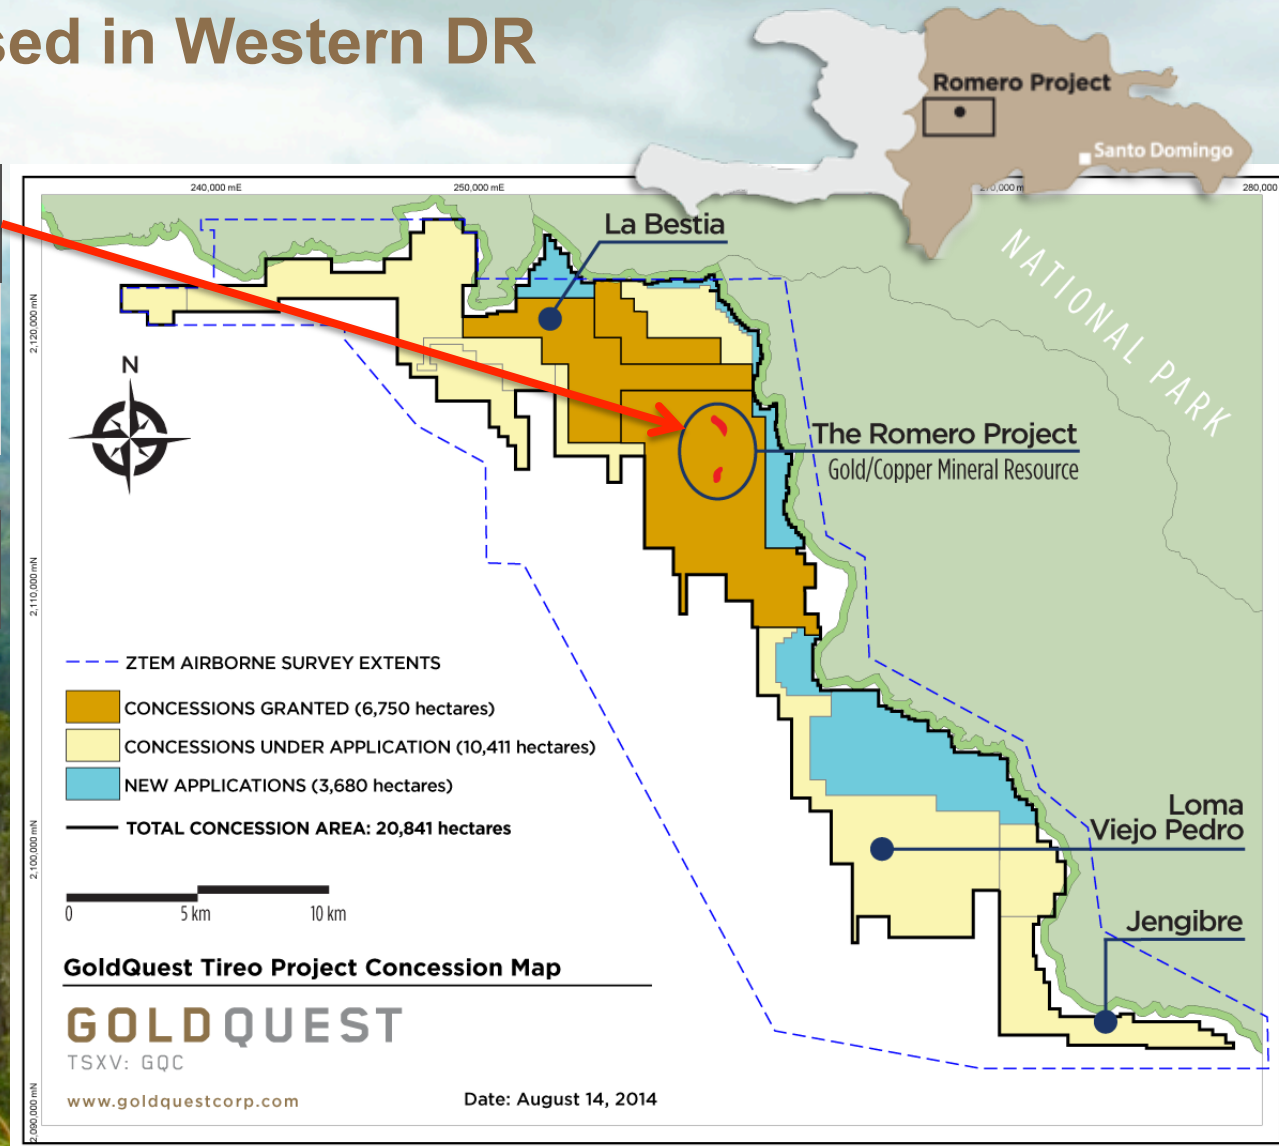 sed in Western DR
Romero Project
Santo Domingo
240,000 mE
250,000 mE
280,000
La Bestia
NATIONAL PARK
2,120,000 mN
N
The Romero Project
Gold/Copper Mineral Resource
2,110,000 mN
ZTEM AIRBORNE SURVEY EXTENTS
CONCESSIONS GRANTED (6,750 hectares)
CONCESSIONS UNDER APPLICATION (10,411 hectares)
NEW APPLICATIONS (3,680 hectares)
TOTAL CONCESSION AREA: 20,841 hectares
2,100,000 mN
Loma
Viejo Pedro
0 5 km 10 km
Jengibre
GoldQuest Tireo Project Concession Map
GOLDQUEST
TSXV: GQC
www.goldquestcorp.com
Date: August 14, 2014
2,090,000 mN